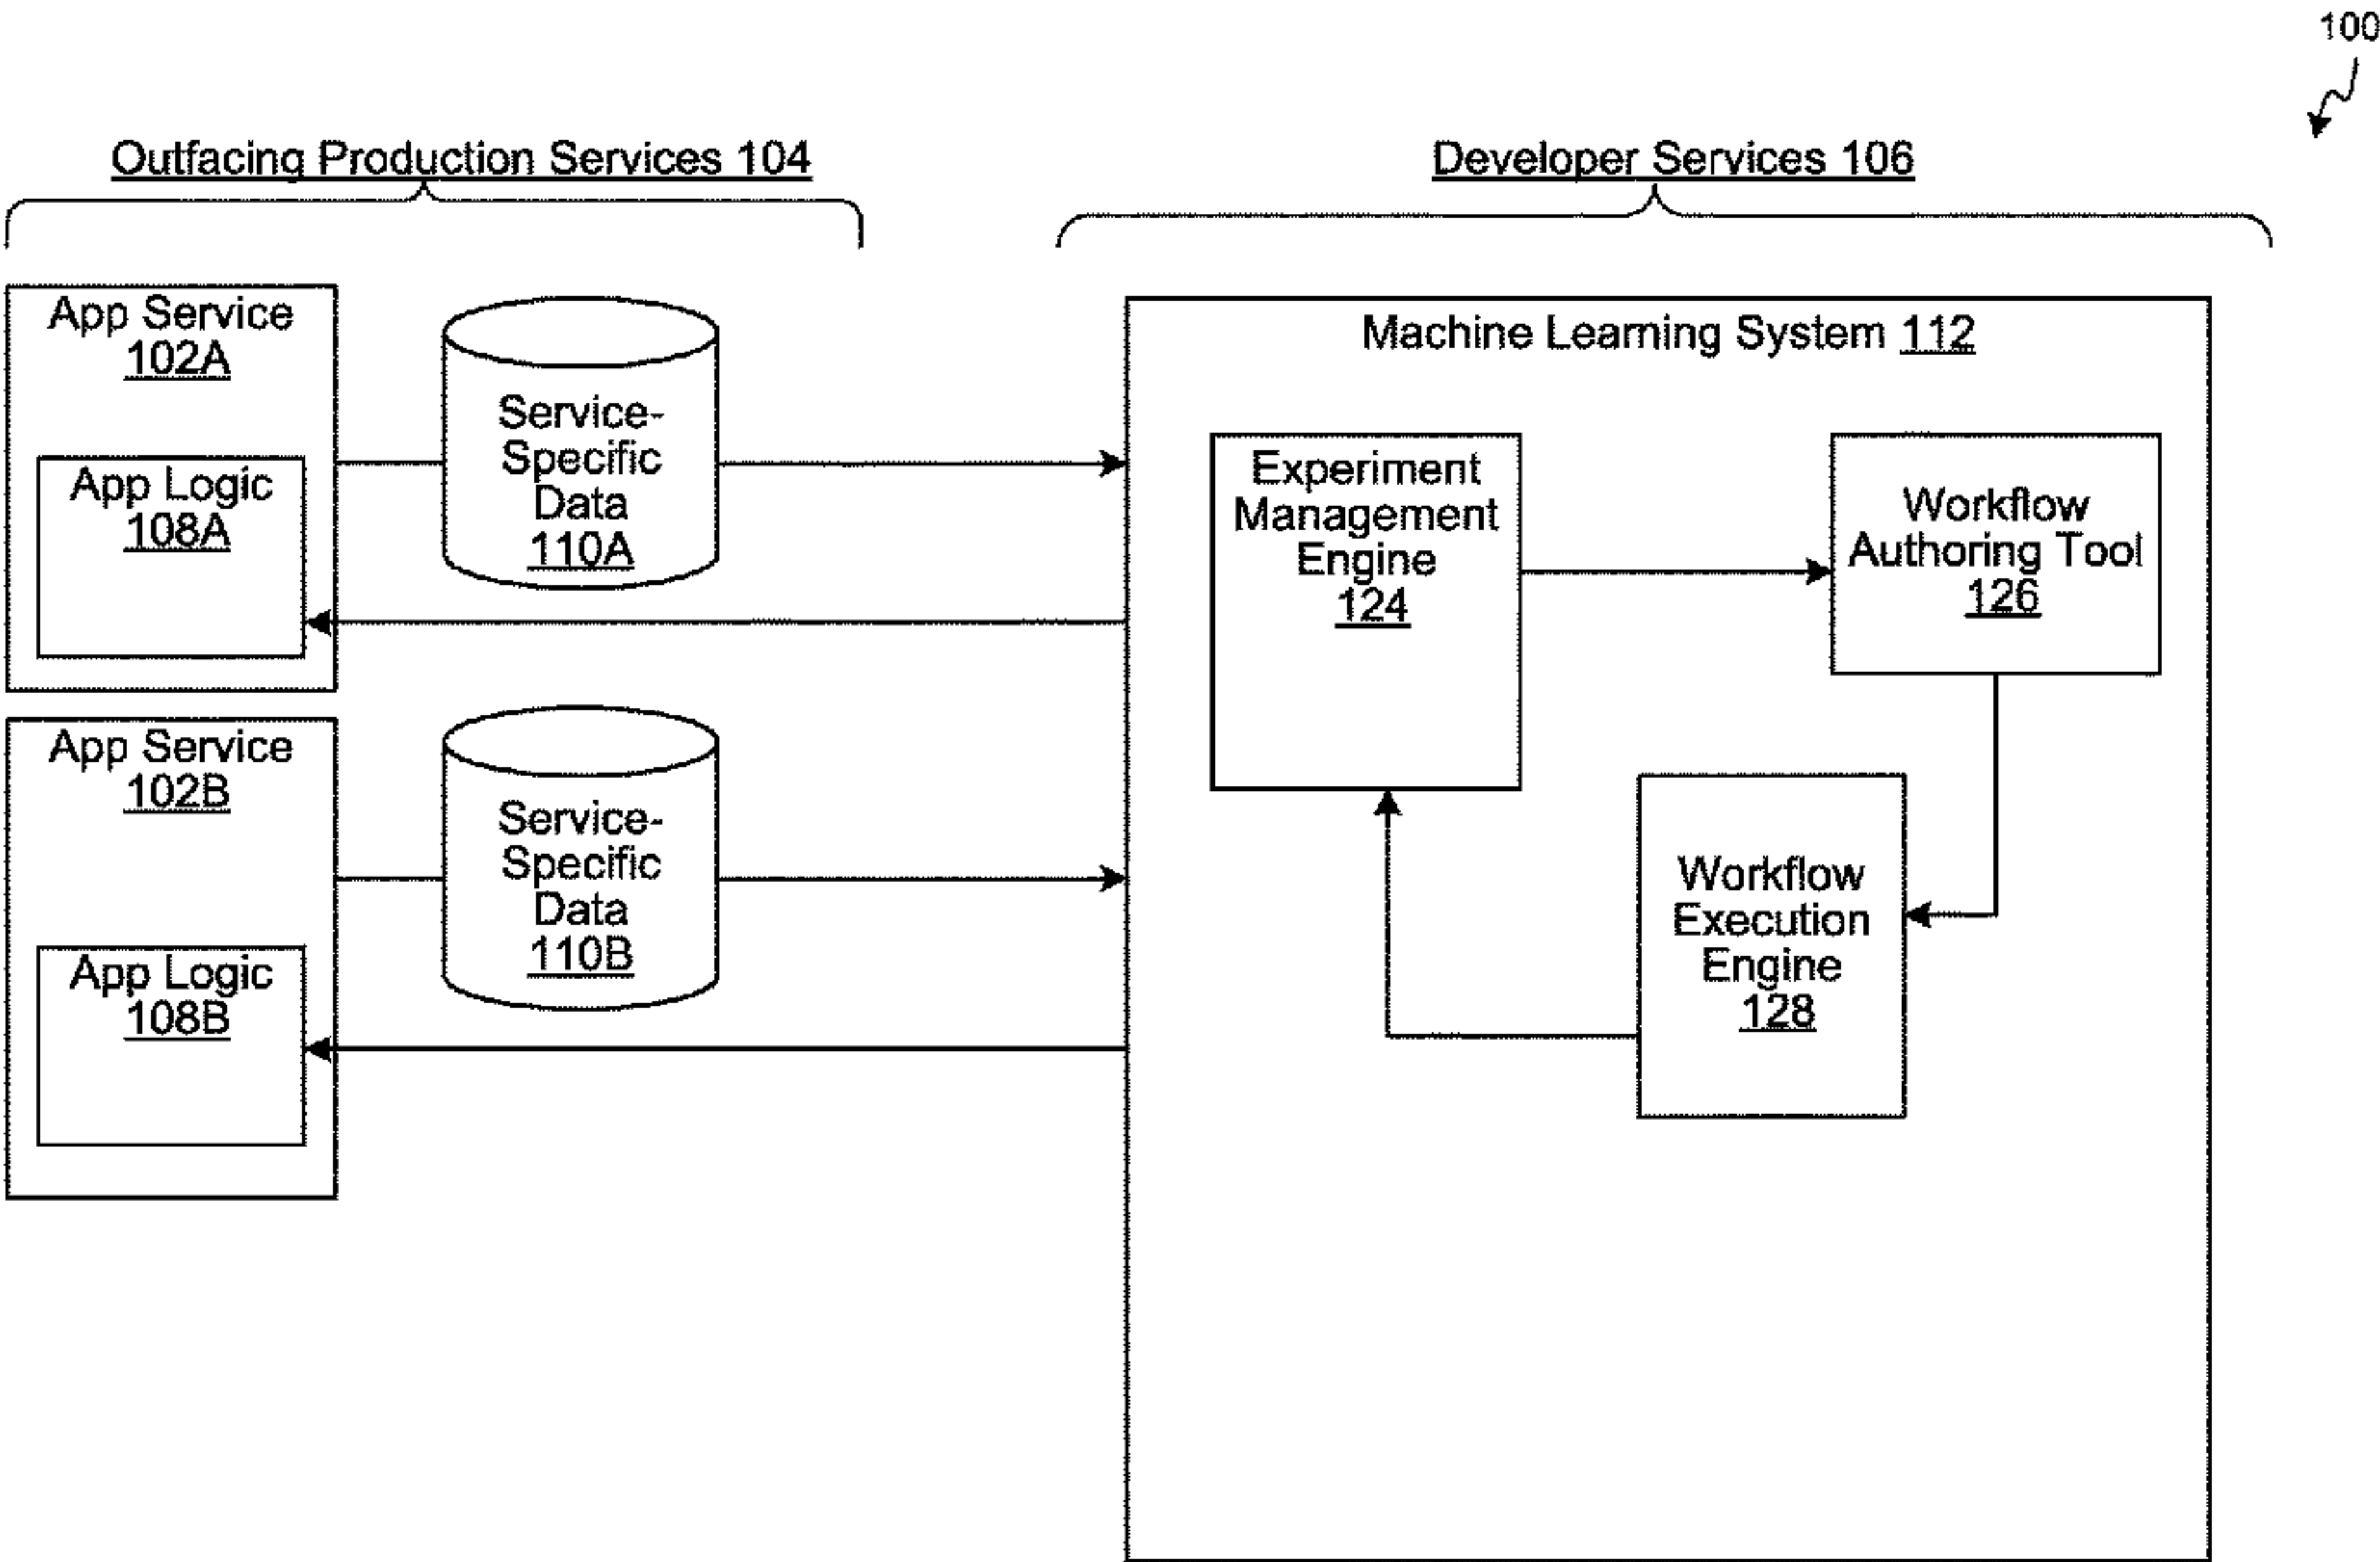 100
Outfacing Production Services 104
Developer Services 106
App Service
102A
App Logic
108A
Service-
Specific
Data
110A
App Service
102B
App Logic
108B
Service-
Specific
Data
110B
Machine Learning System 112
Experiment
Management
Engine
124
Workflow
Authoring Tool
126
Workflow
Execution
Engine
128